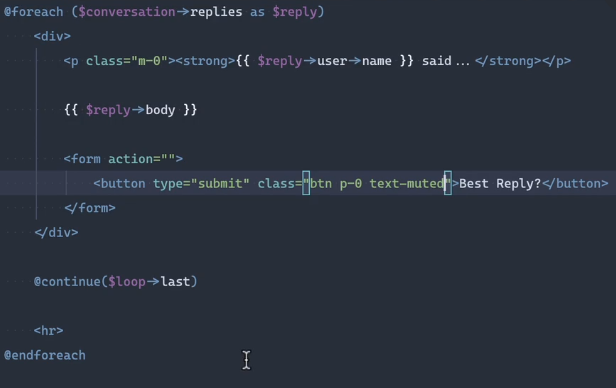 @foreach ($conversation->replies as $reply)
<div>
<p class="m-0"><strong>{{ $reply->user->name }} said...</strong></p>
{{ $reply->body }}
<form action="">
<button type="submit" class="btn p-0 text-muted">Best Reply?</button>
</form>
</div>
@continue($loop->last)
<hr>
@endforeach